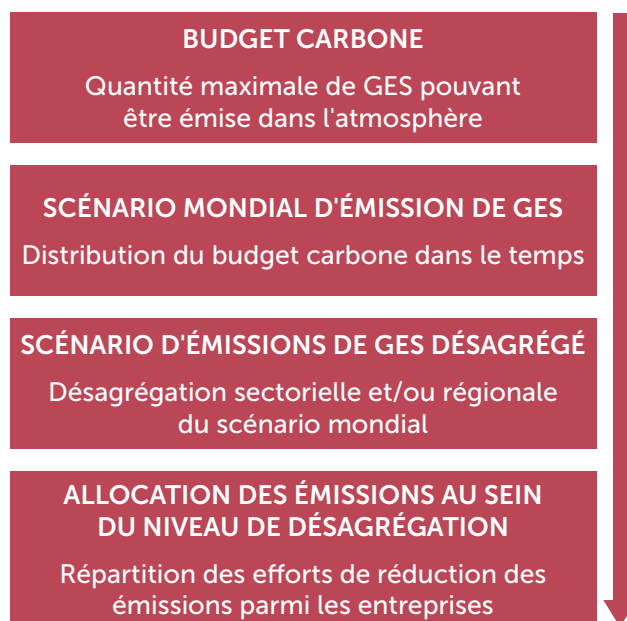 BUDGET CARBONE
Quantité maximale de GES pouvant
être émise dans l'atmosphère
SCÉNARIO MONDIAL D'ÉMISSION DE GES
Distribution du budget carbone dans le temps
SCÉNARIO D'ÉMISSIONS DE GES DÉSAGRÉGÉ
Désagrégation sectorielle et/ou régionale
du scénario mondial
ALLOCATION DES ÉMISSIONS AU SEIN
DU NIVEAU DE DÉSAGRÉGATION
Répartition des efforts de réduction des
émissions parmi les entreprises